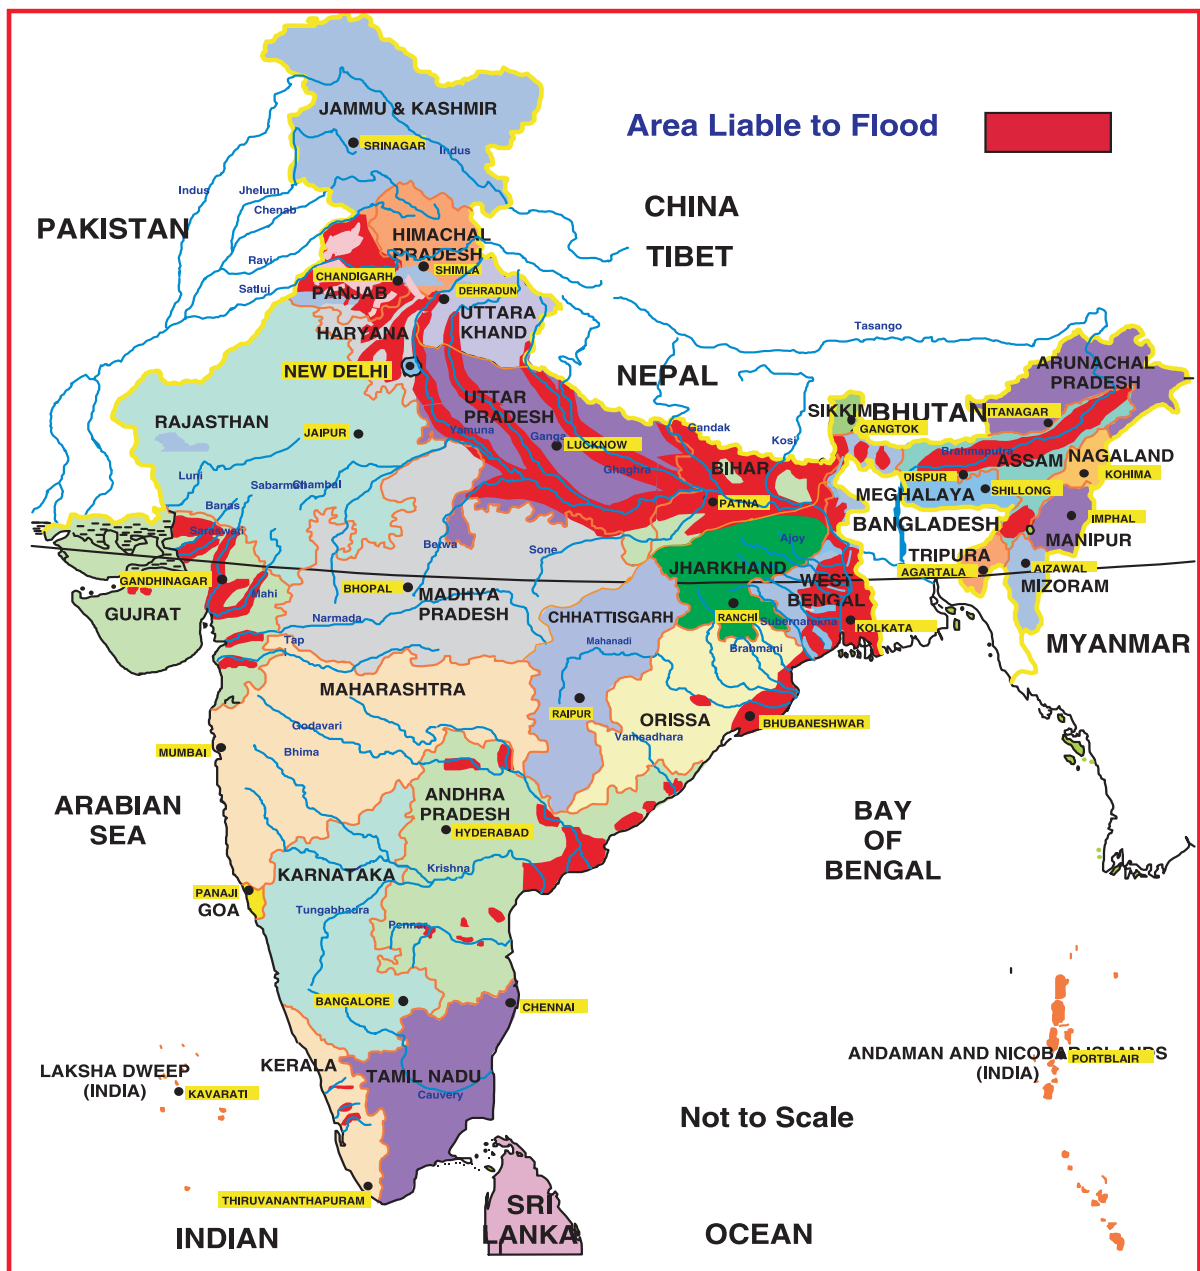 Area Liable to Flood
JAMMU & KASHMIR
SRINAGAR
Indus
Indus
Jhelum
Chenab
PAKISTAN
CHINA
TIBET
HIMACHAL
PRADESH
Ravi
SHIMLA
CHANDIGARH
Satluj
PANJAB
DEHRADUN
UTTARA
KHAND
HARYANA
Tasango
NEW DELHI
NEPAL
ARUNACHAL
PRADESH
UTTAR
PRADESH
SIKKIM
BHUTAN
ITANAGAR
GANGTOK
RAJASTHAN
JAIPUR
Yamuna
Ganga
LUCKNOW
Gandak
Kosi
Ghaghra
BIHAR
Brahmaputra
ASSAM
NAGALAND
KOHIMA
Luni
Sabarmati
Chambal
DISPUR
MEGHALAYA
SHILLONG
Banas
PATNA
BANGLADESH
IMPHAL
MANIPUR
Saraswati
Betwa
Sone
Ajoy
TRIPURA
AGARTALA
AIZAWAL
MIZORAM
GANDHINAGAR
JHARKHAND
WEST
BENGAL
GUJRAT
Mahi
BHOPAL
MADHYA
PRADESH
Narmada
CHHATTISGARH
RANCHI
Subernarekna
KOLKATA
Tap
Mahanadi
Brahmani
MYANMAR
MAHARASHTRA
RAIPUR
ORISSA
BHUBANESHWAR
Godavari
Vamsadhara
MUMBAI
Bhima
ARABIAN
SEA
ANDHRA
PRADESH
HYDERABAD
BAY
OF
BENGAL
KARNATAKA
Krishna
PANAJI
GOA
Tungabhadra
Pennar
BANGALORE
CHENNAI
KERALA
TAMIL NADU
Cauvery
LAKSHA DWEEP
(INDIA)
KAVARATI
ANDAMAN AND NICOBAR ISLANDS
(INDIA)
PORTBLAIR
Not to Scale
THIRUVANANTHAPURAM
SRI
LANKA
INDIAN
OCEAN